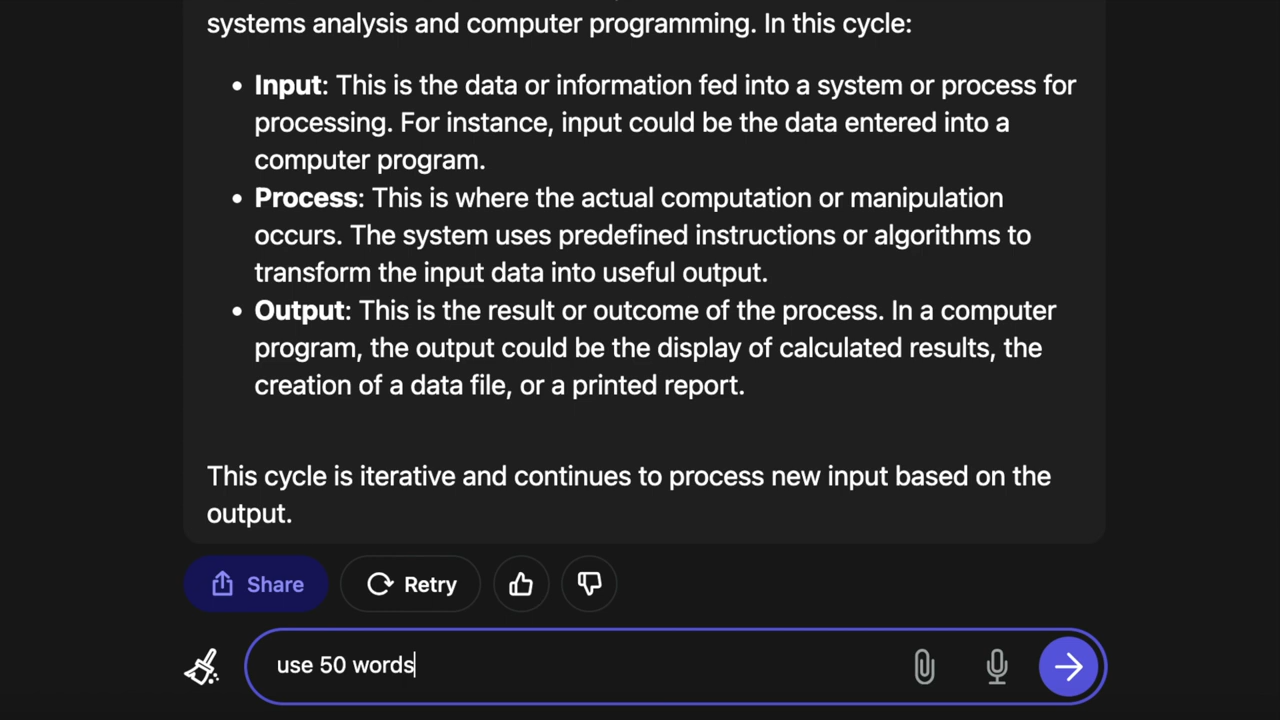 systems analysis and computer programming. In this cycle:
• Input: This is the data or information fed into a system or process for
processing. For instance, input could be the data entered into a
computer program.
• Process: This is where the actual computation or manipulation
occurs. The system uses predefined instructions or algorithms to
transform the input data into useful output.
• Output: This is the result or outcome of the process. In a computer
program, the output could be the display of calculated results, the
creation of a data file, or a printed report.
This cycle is iterative and continues to process new input based on the
output.
Share Retry
use 50 words